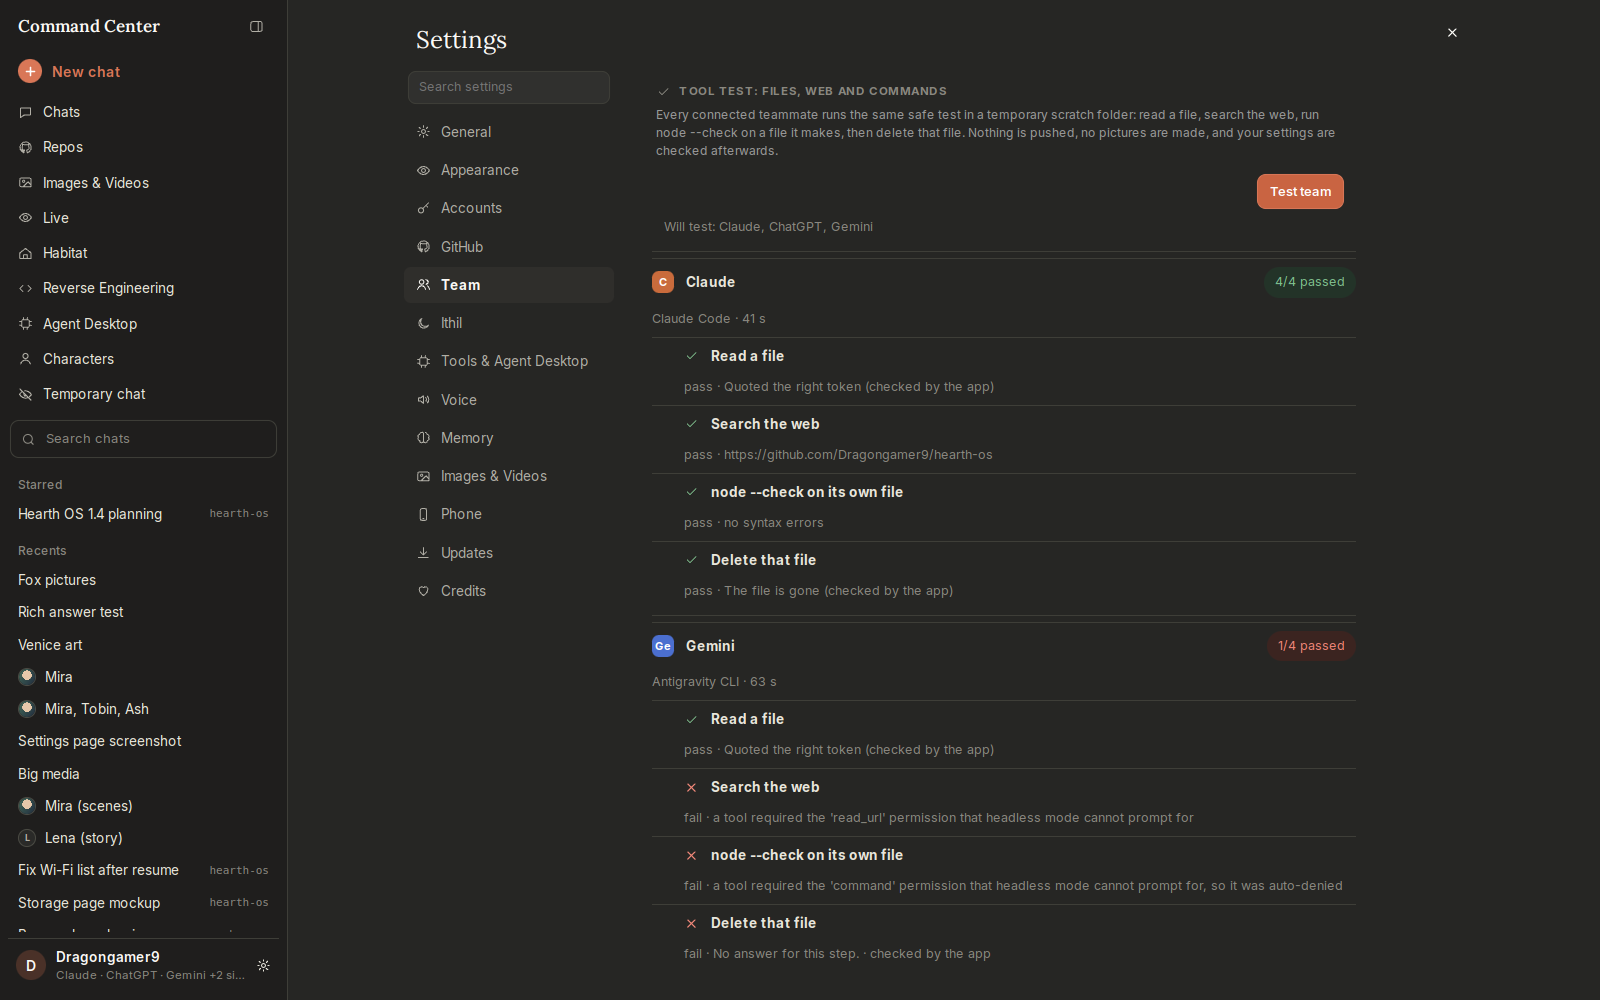 Command Center
New chat
Chats
Repos
Images & Videos
Live
Habitat
Reverse Engineering
Agent Desktop
Characters
Temporary chat
Search chats
Starred
Hearth OS 1.4 planning hearth-os
Recents
Fox pictures
Rich answer test
Venice art
Mira
Mira, Tobin, Ash
Settings page screenshot
Big media
Mira (scenes)
L Lena (story)
Fix Wi-Fi list after resume hearth-os
Storage page mockup hearth-os
D Dragongamer9
Claude · ChatGPT · Gemini +2 si...
Settings
Search settings
General
Appearance
Accounts
GitHub
Team
Ithil
Tools & Agent Desktop
Voice
Memory
Images & Videos
Phone
Updates
Credits
TOOL TEST: FILES, WEB AND COMMANDS
Every connected teammate runs the same safe test in a temporary scratch folder: read a file, search the web, run
node --check on a file it makes, then delete that file. Nothing is pushed, no pictures are made, and your settings are
checked afterwards.
Test team
Will test: Claude, ChatGPT, Gemini
C Claude 4/4 passed
Claude Code · 41 s
Read a file
pass · Quoted the right token (checked by the app)
Search the web
pass · https://github.com/Dragongamer9/hearth-os
node --check on its own file
pass · no syntax errors
Delete that file
pass · The file is gone (checked by the app)
Ge Gemini 1/4 passed
Antigravity CLI · 63 s
Read a file
pass · Quoted the right token (checked by the app)
Search the web
fail · a tool required the 'read_url' permission that headless mode cannot prompt for
node --check on its own file
fail · a tool required the 'command' permission that headless mode cannot prompt for, so it was auto-denied
Delete that file
fail · No answer for this step. · checked by the app